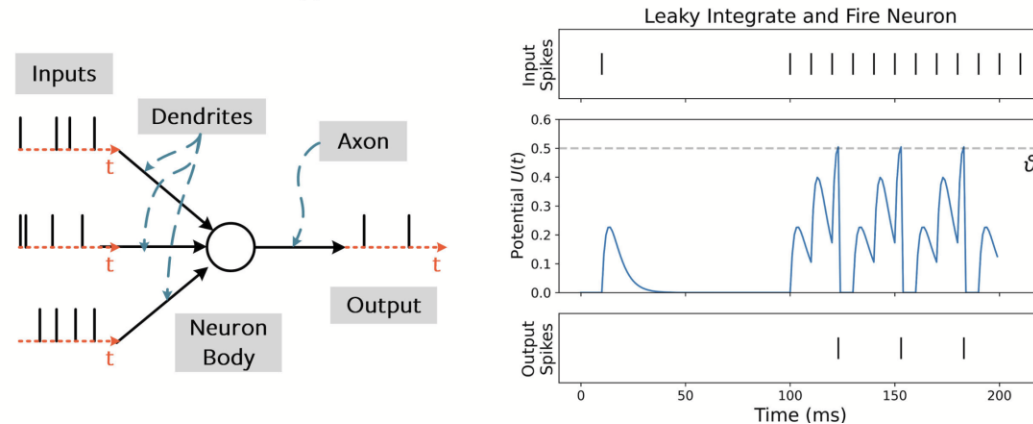 Inputs
Dendrites
Axon
t
t
t
t
Neuron
Body
Output
Leaky Integrate and Fire Neuron
Input
Spikes
Potential U(t)
0.6
0.5
0.4
0.3
0.2
0.1
0.0
ϑ
Output
Spikes
0
50
100
150
200
Time (ms)